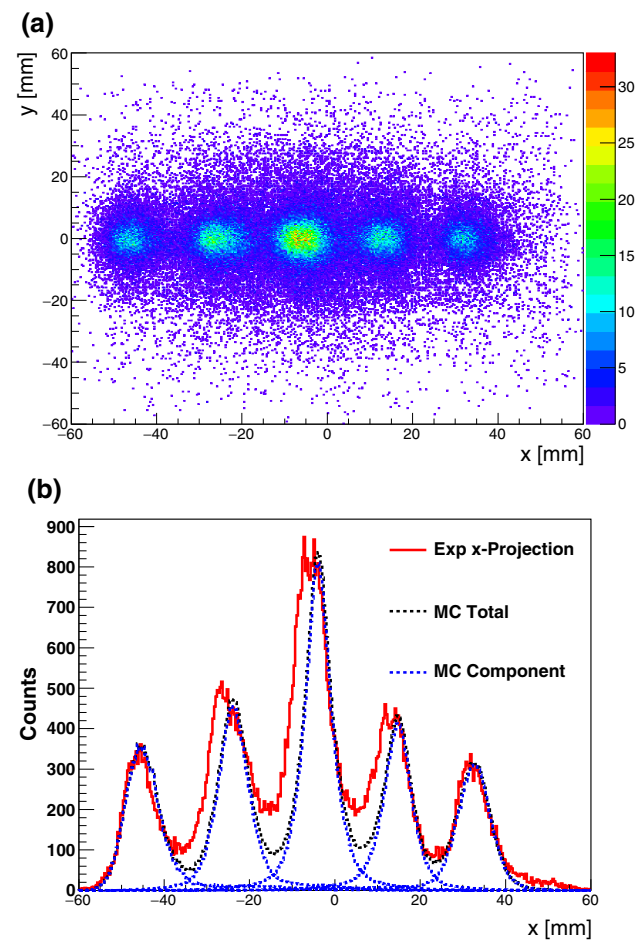 (a)
y [mm]
60
40
20
0
−20
−40
−60
−60 −40 −20 0 20 40 60
x [mm]
30
25
20
15
10
5
0
(b)
Counts
900
800
700
600
500
400
300
200
100
0
−60 −40 −20 0 20 40 60
x [mm]
Exp x-Projection
MC Total
MC Component